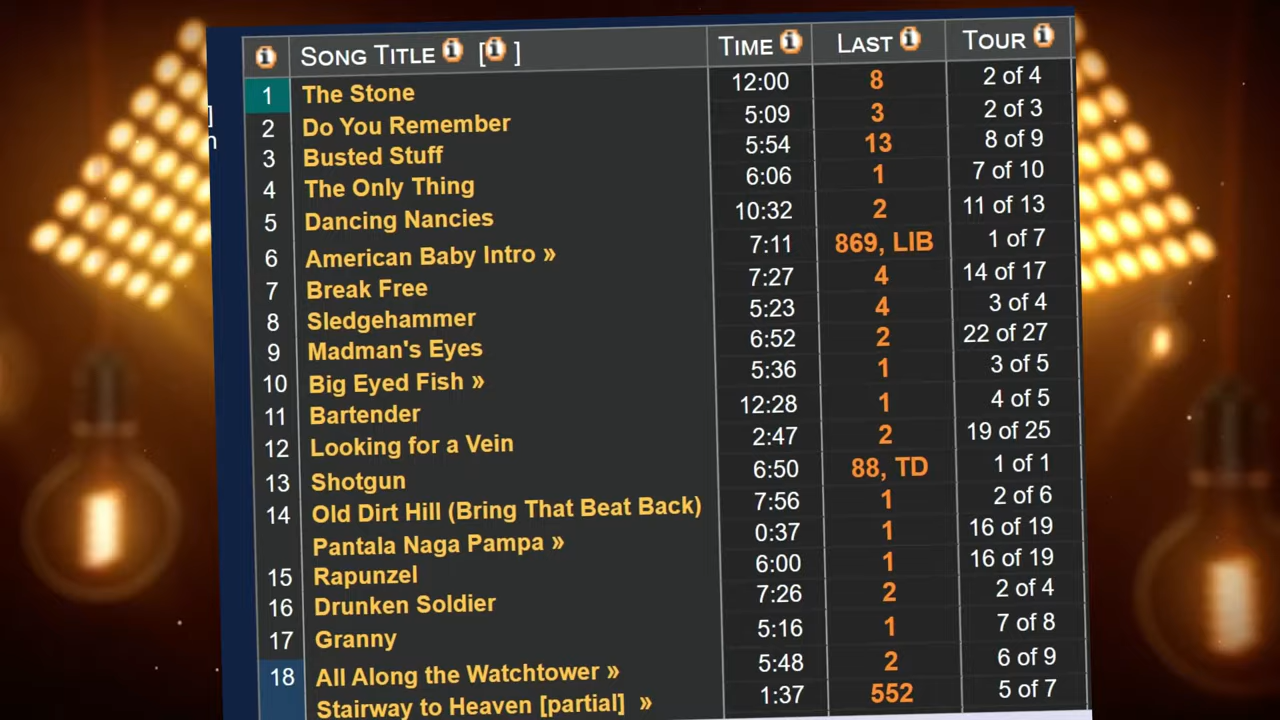 SONG TITLE [ ] TIME LAST TOUR
1 The Stone 12:00 8 2 of 4
2 Do You Remember 5:09 3 2 of 3
3 Busted Stuff 5:54 13 8 of 9
4 The Only Thing 6:06 1 7 of 10
5 Dancing Nancies 10:32 2 11 of 13
6 American Baby Intro » 7:11 869, LIB 1 of 7
7 Break Free 7:27 4 14 of 17
8 Sledgehammer 5:23 4 3 of 4
9 Madman's Eyes 6:52 2 22 of 27
10 Big Eyed Fish » 5:36 1 3 of 5
11 Bartender 12:28 1 4 of 5
12 Looking for a Vein 2:47 2 19 of 25
13 Shotgun 6:50 88, TD 1 of 1
14 Old Dirt Hill (Bring That Beat Back) 7:56 1 2 of 6
Pantala Naga Pampa » 0:37 1 16 of 19
15 Rapunzel 6:00 1 16 of 19
16 Drunken Soldier 7:26 2 2 of 4
17 Granny 5:16 1 7 of 8
18 All Along the Watchtower » 5:48 2 6 of 9
Stairway to Heaven [partial] » 1:37 552 5 of 7